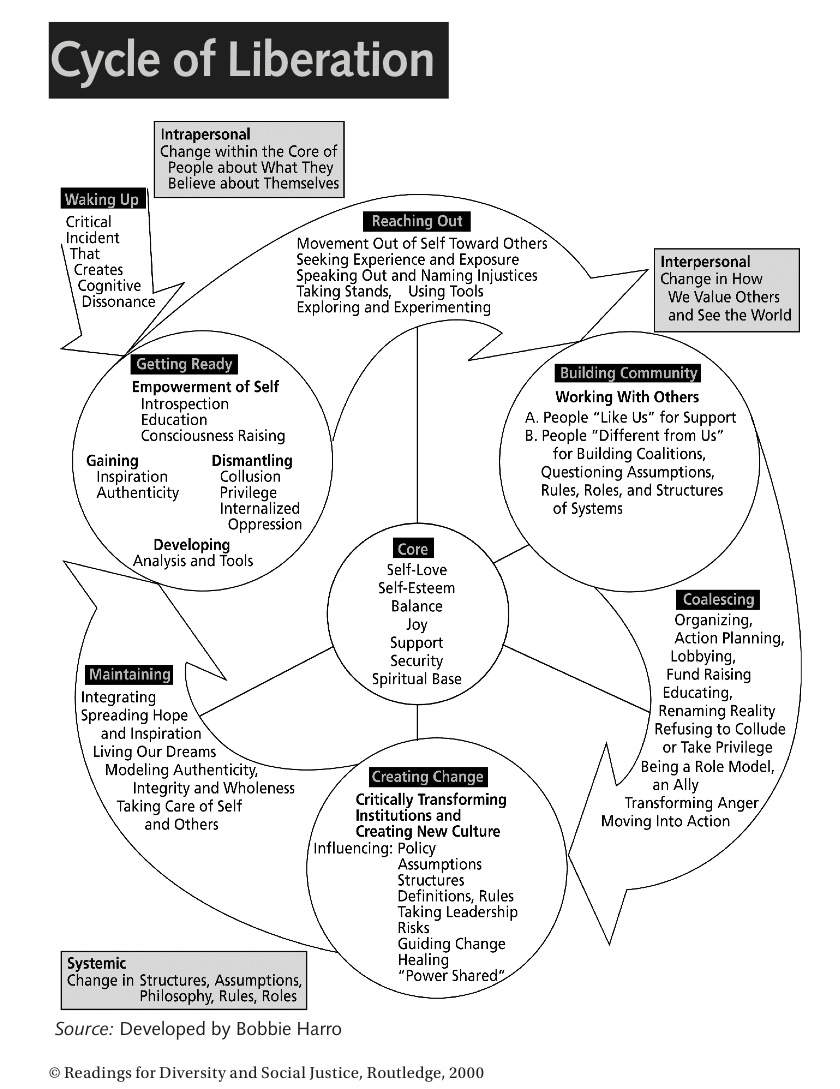 Cycle of Liberation
Intrapersonal
Change within the Core of
People about What They
Believe about Themselves
Waking Up
Critical
Incident
That
Creates
Cognitive
Dissonance
Reaching Out
Movement Out of Self Toward Others
Seeking Experience and Exposure
Speaking Out and Naming Injustices
Taking Stands, Using Tools
Exploring and Experimenting
Interpersonal
Change in How
We Value Others
and See the World
Getting Ready
Empowerment of Self
Introspection
Education
Consciousness Raising
Gaining
Inspiration
Authenticity
Dismantling
Collusion
Privilege
Internalized
Oppression
Developing
Analysis and Tools
Building Community
Working With Others
A. People “Like Us” for Support
B. People “Different from Us”
for Building Coalitions,
Questioning Assumptions,
Rules, Roles, and Structures
of Systems
Core
Self-Love
Self-Esteem
Balance
Joy
Support
Security
Spiritual Base
Coalescing
Organizing,
Action Planning,
Lobbying,
Fund Raising
Educating,
Renaming Reality
Refusing to Collude
or Take Privilege
Being a Role Model,
an Ally
Transforming Anger
Moving Into Action
Maintaining
Integrating
Spreading Hope
and Inspiration
Living Our Dreams
Modeling Authenticity,
Integrity and Wholeness
Taking Care of Self
and Others
Creating Change
Critically Transforming
Institutions and
Creating New Culture
Influencing: Policy
Assumptions
Structures
Definitions, Rules
Taking Leadership
Risks
Guiding Change
Healing
“Power Shared”
Systemic
Change in Structures, Assumptions,
Philosophy, Rules, Roles
Source: Developed by Bobbie Harro
© Readings for Diversity and Social Justice, Routledge, 2000